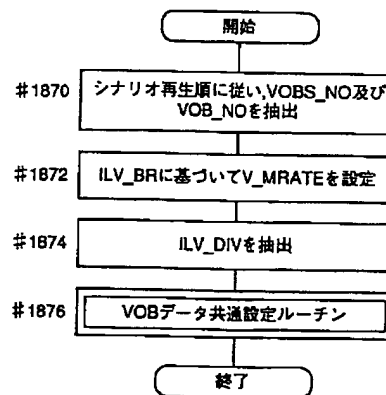 開始
#1870
シナリオ再生順に従い,VOBS_NO及び
VOB_NOを抽出
#1872
ILV_BRに基づいてV_MRATEを設定
#1874
ILV_DIVを抽出
#1876
VOBデータ共通設定ルーチン
終了